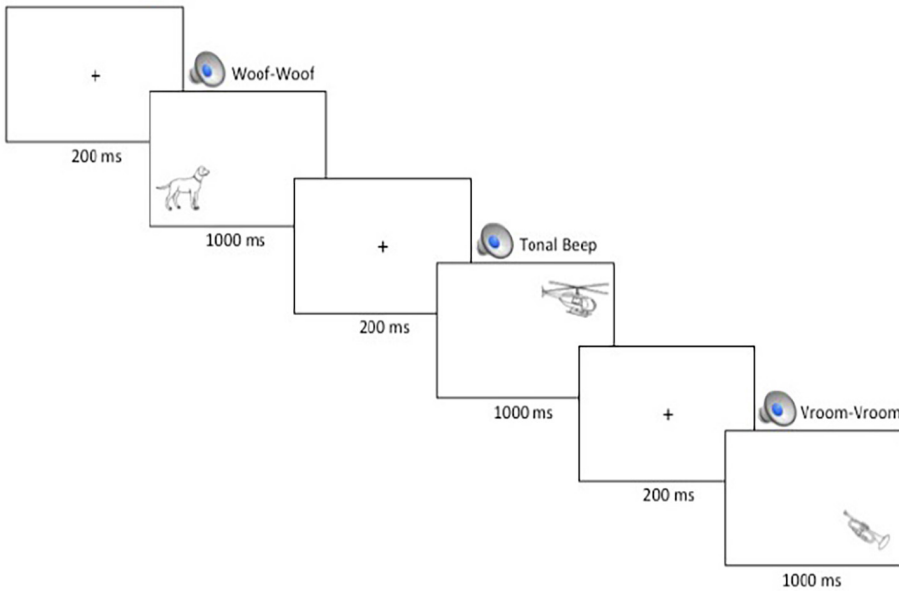 +
Woof-Woof
200 ms
1000 ms
+
Tonal Beep
200 ms
1000 ms
+
Vroom-Vroom
200 ms
1000 ms